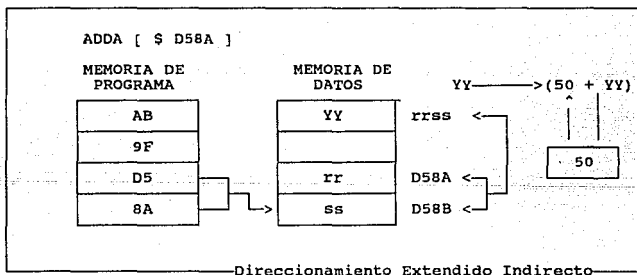 ADDA [ $ D58A ]
MEMORIA DE PROGRAMA
MEMORIA DE DATOS
YY >(50 + YY)
AB YY rrss <
9F
50
D5 rr D58A <
8A > ss D58B <
Direccionamiento Extendido Indirecto